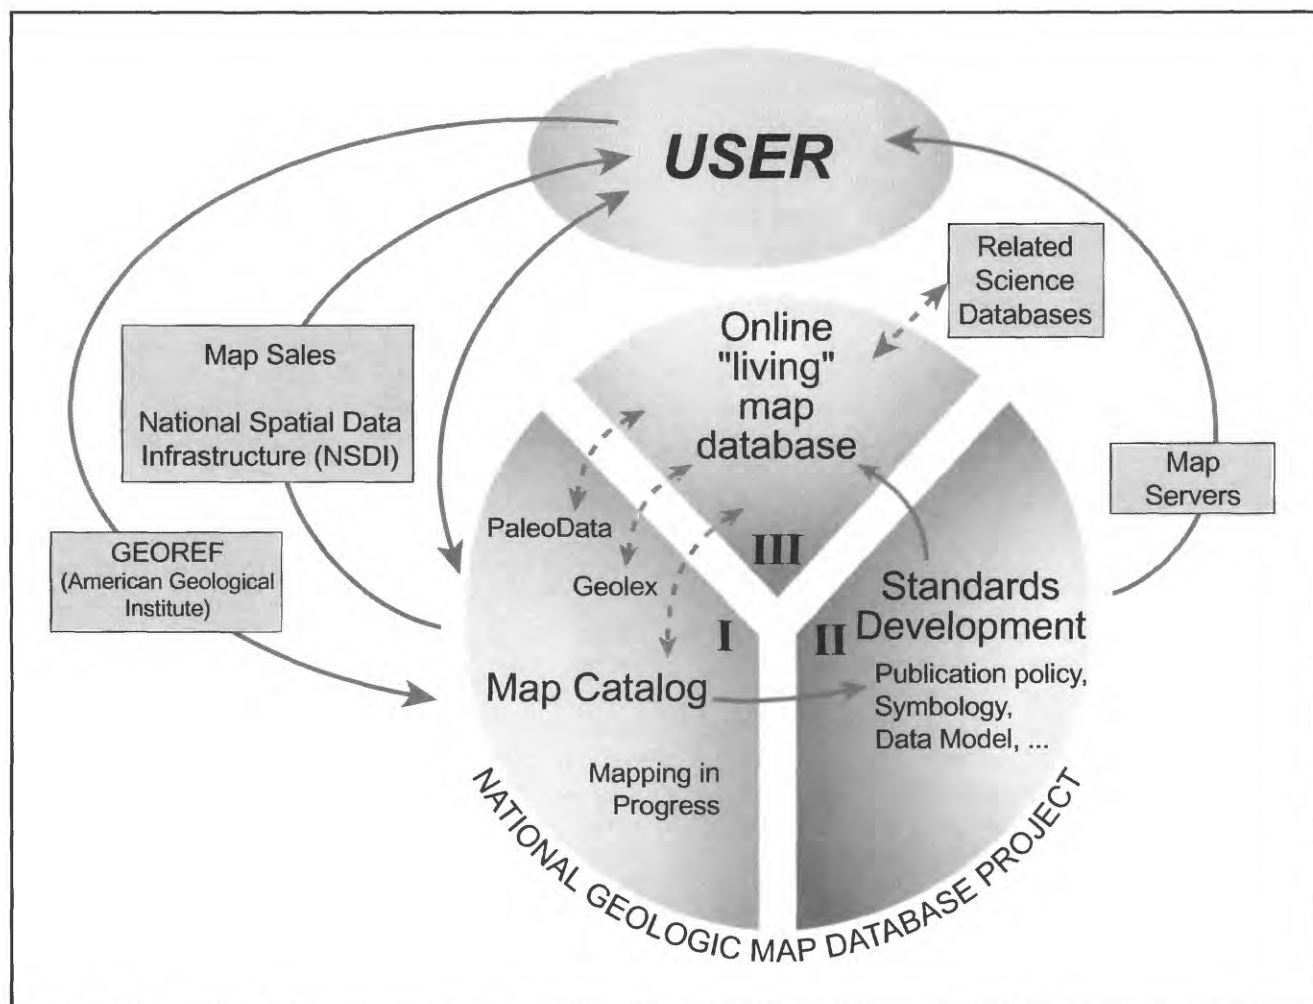 USER
Related
Science
Databases
Map Sales
National Spatial Data
Infrastructure (NSDI)
Online
"living"
map
database
Map
Servers
PaleoData
GEOREF
(American Geological
Institute)
Geolex
III
I
II
Standards
Development
Map Catalog
Publication policy,
Symbology,
Data Model, ...
Mapping in
Progress
NATIONAL GEOLOGIC MAP DATABASE PROJECT